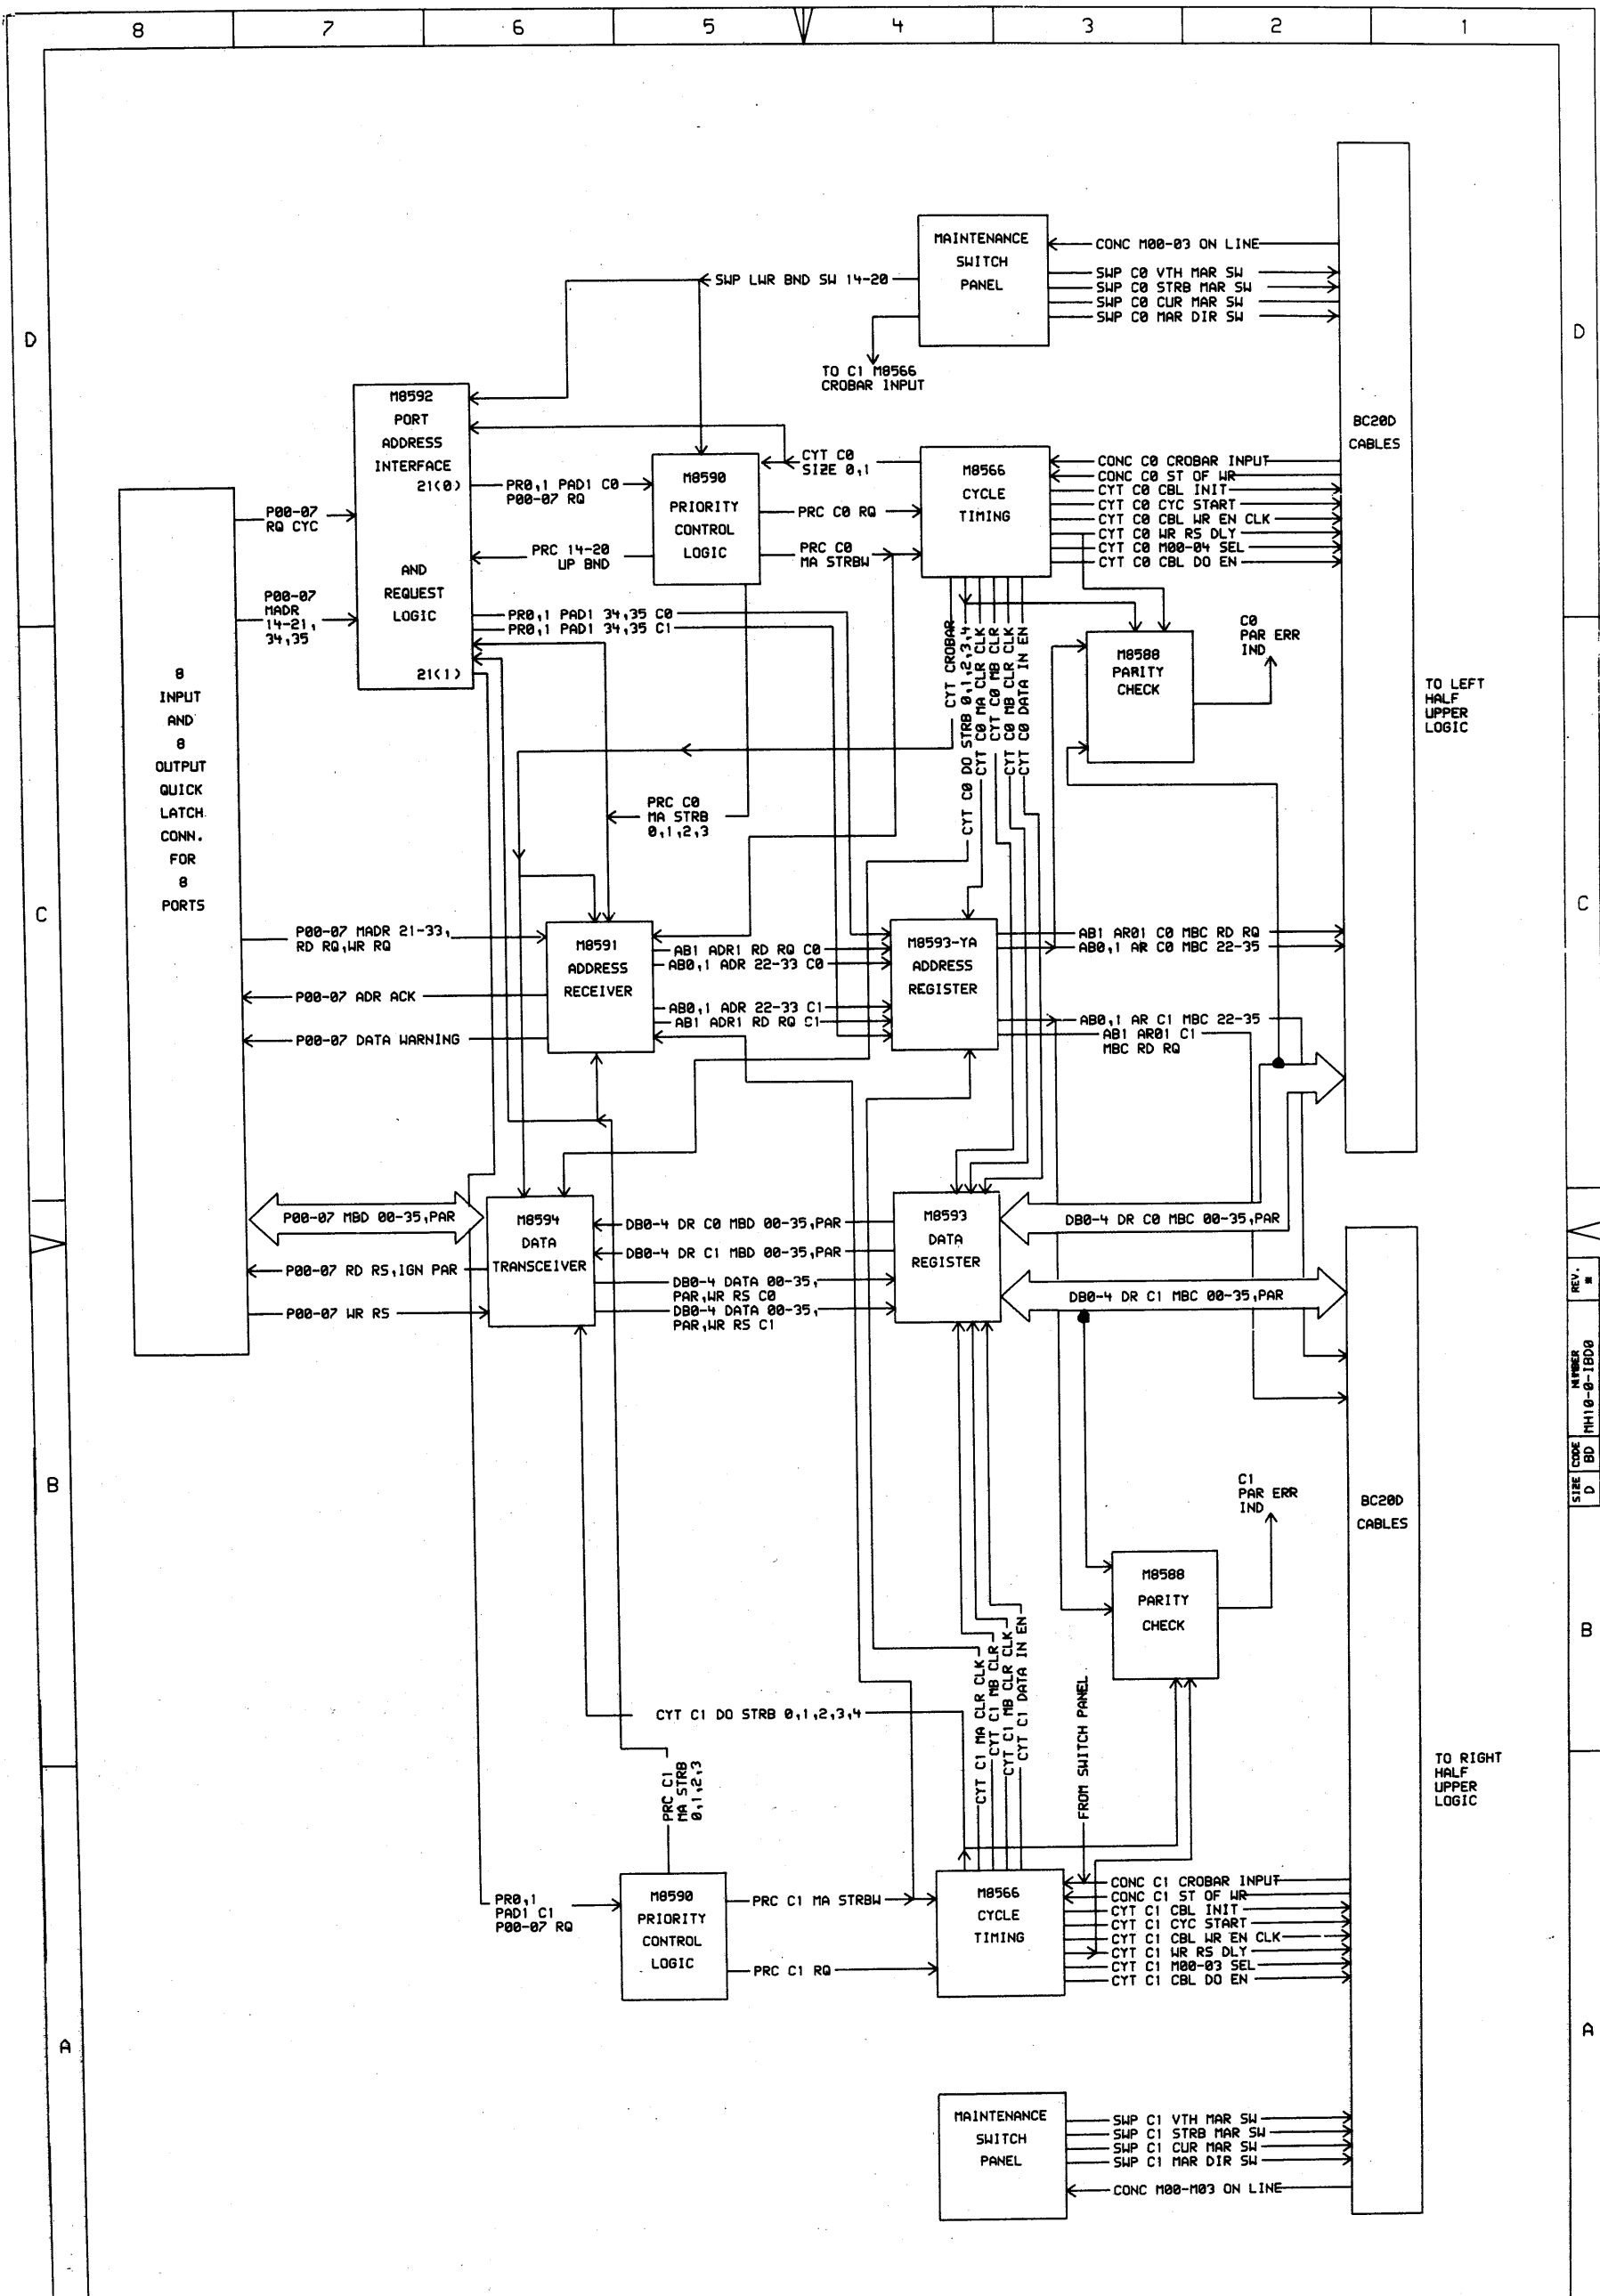 8 7 6 5 4 3 2 1
D
D
C
C
B
B
A
A
MAINTENANCE
SWITCH
PANEL
CONC M00-03 ON LINE
SWP C0 VTH MAR SW
SWP C0 STRB MAR SW
SWP C0 CUR MAR SW
SWP C0 MAR DIR SW
SWP LWR BND SW 14-20
TO C1 M8566
CROBAR INPUT
BC20D
CABLES
TO LEFT
HALF
UPPER
LOGIC
M8592
PORT
ADDRESS
INTERFACE
21(0)
AND
REQUEST
LOGIC
21(1)
PR0,1 PAD1 C0
P00-07 RQ
PRC 14-20
UP BND
PR0,1 PAD1 34,35 C0
PR0,1 PAD1 34,35 C1
M8590
PRIORITY
CONTROL
LOGIC
CYT C0
SIZE 0,1
PRC C0 RQ
PRC C0
MA STRBW
M8566
CYCLE
TIMING
CONC C0 CROBAR INPUT
CONC C0 ST OF WR
CYT C0 CBL INIT
CYT C0 CYC START
CYT C0 CBL WR EN CLK
CYT C0 WR RS DLY
CYT C0 M00-04 SEL
CYT C0 CBL DO EN
CYT CROBAR
CYT C0 DO STRB 0,1,2,3,4
CYT C0 MA CLR CLK
CYT C0 MB CLR
CYT C0 MB CLR CLK
CYT C0 DATA IN EN
M8588
PARITY
CHECK
C0
PAR ERR
IND
8
INPUT
AND
8
OUTPUT
QUICK
LATCH
CONN.
FOR
8
PORTS
P00-07
RQ CYC
P00-07
MADR
14-21,
34,35
PRC C0
MA STRB
0,1,2,3
P00-07 MADR 21-33,
RD RQ,WR RQ
P00-07 ADR ACK
P00-07 DATA WARNING
M8591
ADDRESS
RECEIVER
AB1 ADR1 RD RQ C0
AB0,1 ADR 22-33 C0
AB0,1 ADR 22-33 C1
AB1 ADR1 RD RQ C1
M8593-YA
ADDRESS
REGISTER
AB1 AR01 C0 MBC RD RQ
AB0,1 AR C0 MBC 22-35
AB0,1 AR C1 MBC 22-35
AB1 AR01 C1
MBC RD RQ
P00-07 MBD 00-35,PAR
P00-07 RD RS,IGN PAR
P00-07 WR RS
M8594
DATA
TRANSCEIVER
DB0-4 DR C0 MBD 00-35,PAR
DB0-4 DR C1 MBD 00-35,PAR
DB0-4 DATA 00-35,
PAR,WR RS C0
DB0-4 DATA 00-35,
PAR,WR RS C1
M8593
DATA
REGISTER
DB0-4 DR C0 MBC 00-35,PAR
DB0-4 DR C1 MBC 00-35,PAR
SIZE CODE NUMBER REV.
D BD MH10-0-IBD0 *
BC20D
CABLES
C1
PAR ERR
IND
M8588
PARITY
CHECK
CYT C1 DO STRB 0,1,2,3,4
CYT C1 MA CLR CLK
CYT C1 MB CLR
CYT C1 MB CLR CLK
CYT C1 DATA IN EN
FROM SWITCH PANEL
TO RIGHT
HALF
UPPER
LOGIC
PRC C1
MA STRB
0,1,2,3
PR0,1
PAD1 C1
P00-07 RQ
M8590
PRIORITY
CONTROL
LOGIC
PRC C1 MA STRBW
PRC C1 RQ
M8566
CYCLE
TIMING
CONC C1 CROBAR INPUT
CONC C1 ST OF WR
CYT C1 CBL INIT
CYT C1 CYC START
CYT C1 CBL WR EN CLK
CYT C1 WR RS DLY
CYT C1 M00-03 SEL
CYT C1 CBL DO EN
MAINTENANCE
SWITCH
PANEL
SWP C1 VTH MAR SW
SWP C1 STRB MAR SW
SWP C1 CUR MAR SW
SWP C1 MAR DIR SW
CONC M00-M03 ON LINE